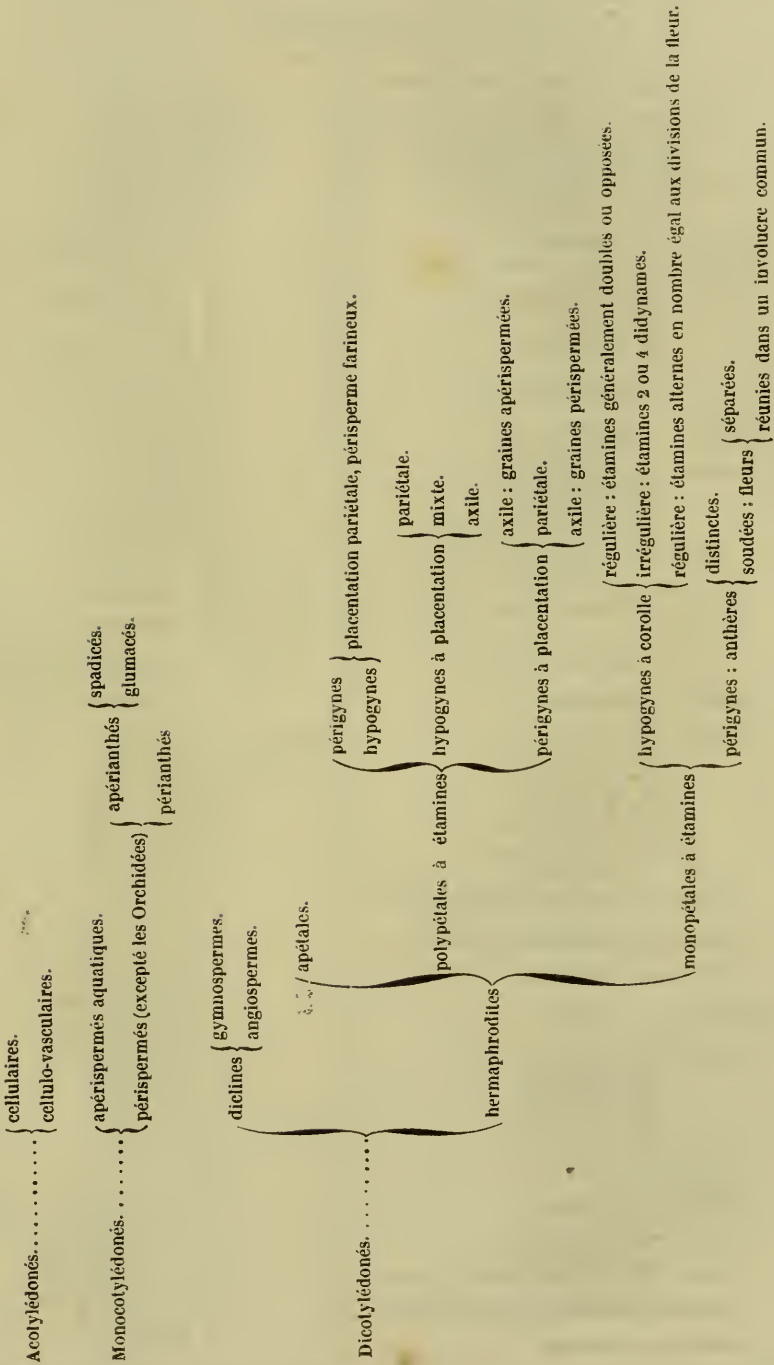 Acotylédonés............
cellulaires.
cellulo-vasculaires.
Monocotylédonés.........
apérispermés aquatiques.
périspermés (excepté les Orchidées)
apérianthés
spadicés.
glumacés.
périanthés
Dicotylédonés..........
diclines
gymnospermes.
angiospermes.
hermaphrodites
apétales.
polypétales à étamines
périgynes
hypogynes
placentation pariétale, périsperme farineux.
hypogynes à placentation
pariétale.
mixte.
axile.
périgynes à placentation
axile : graines apérispermées.
pariétale.
axile : graines périspermées.
monopétales à étamines
hypogynes à corolle
régulière : étamines généralement doubles ou opposées.
irrégulière : étamines 2 ou 4 didynames.
régulière : étamines alternes en nombre égal aux divisions de la fleur.
périgynes : anthères
distinctes.
soudées : fleurs
séparées.
réunies dans un involucre commun.